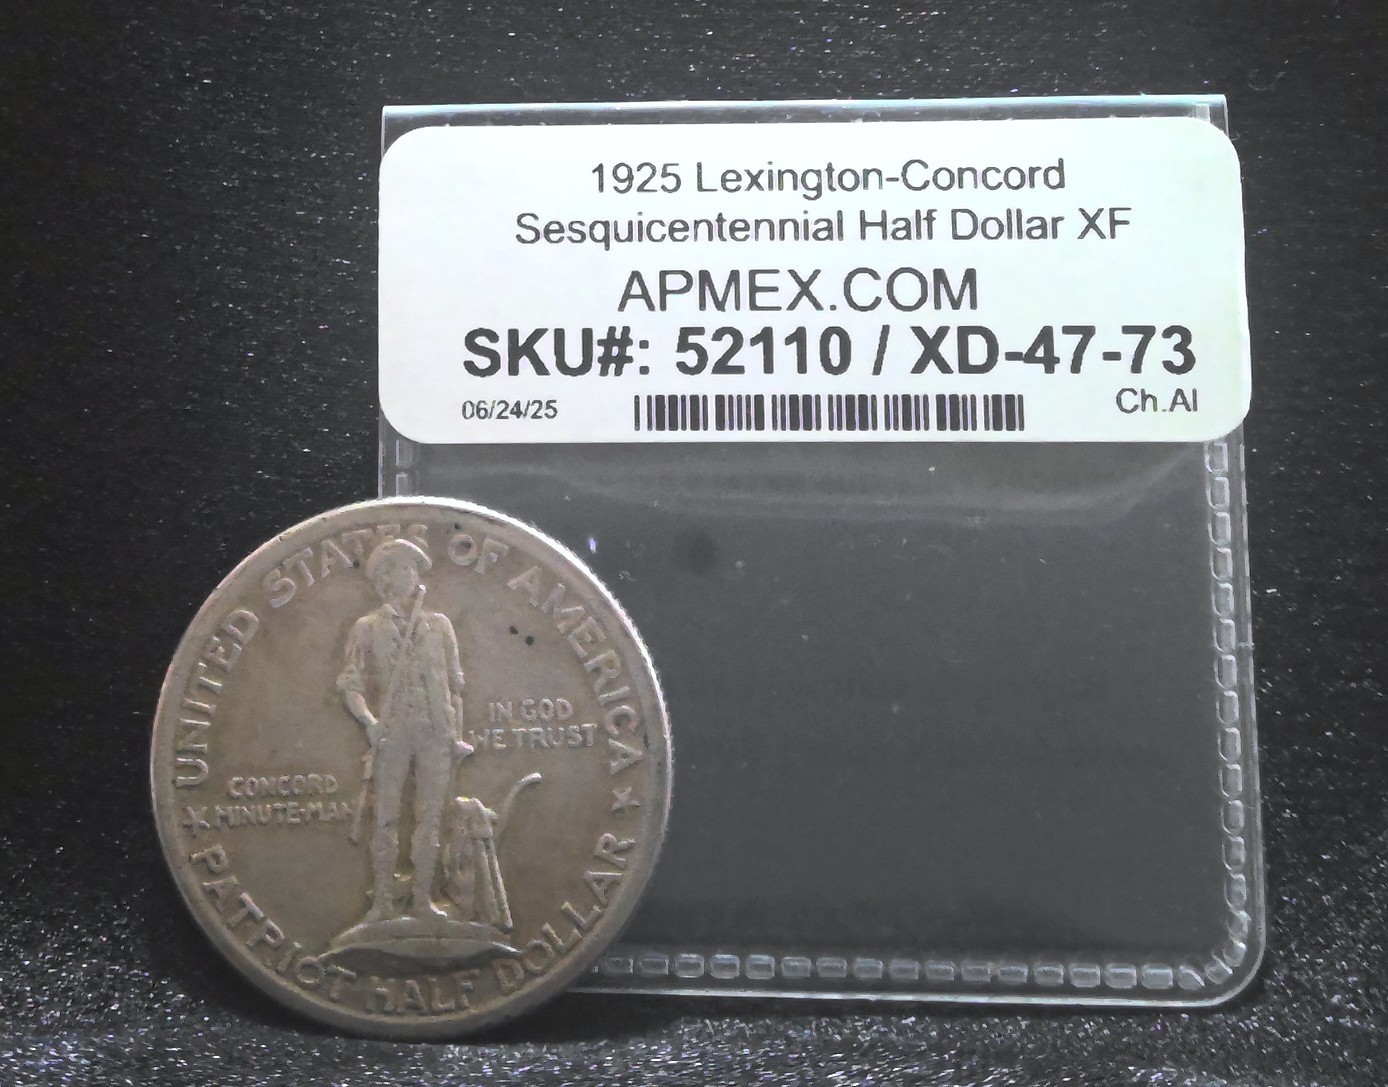 1925 Lexington-Concord
Sesquicentennial Half Dollar XF
APMEX.COM
SKU#: 52110 / XD-47-73
06/24/25
Ch.Al
UNITED STATES OF AMERICA
IN GOD
WE TRUST
CONCORD
MINUTE-MAN
PATRIOT HALF DOLLAR